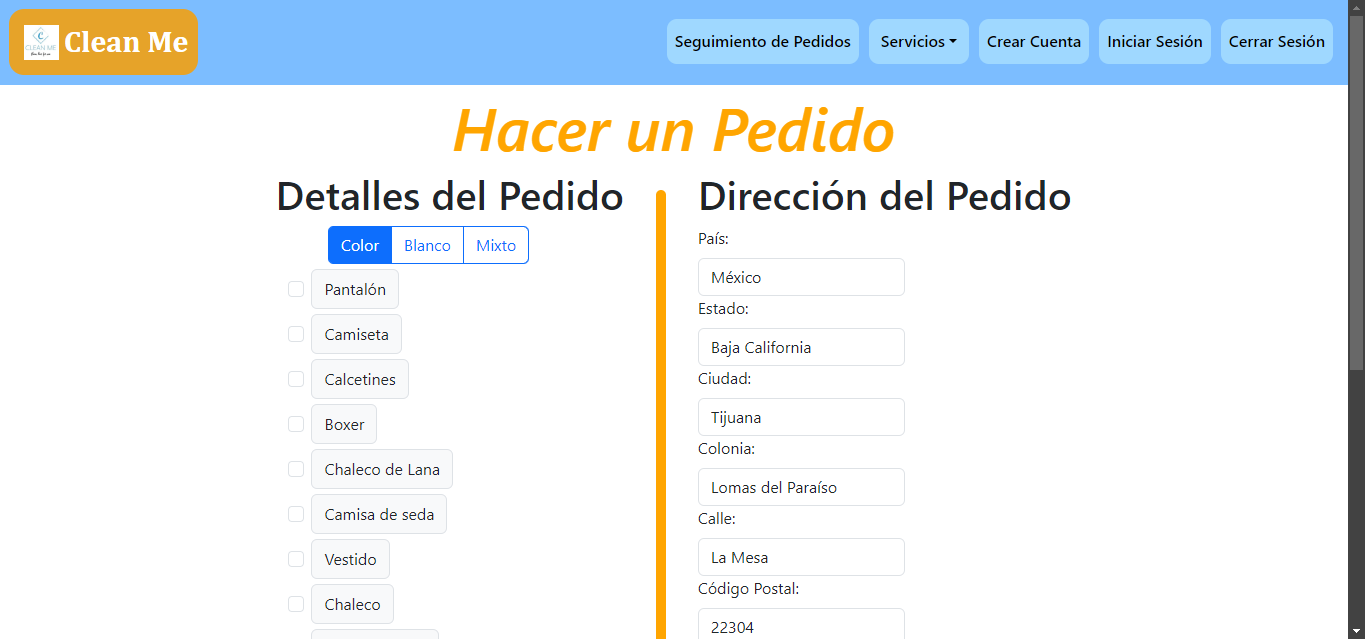 CLEAN ME
Clean Me
Seguimiento de Pedidos
Servicios
Crear Cuenta
Iniciar Sesión
Cerrar Sesión
Hacer un Pedido
Detalles del Pedido
Color
Blanco
Mixto
Pantalón
Camiseta
Calcetines
Boxer
Chaleco de Lana
Camisa de seda
Vestido
Chaleco
Dirección del Pedido
País:
México
Estado:
Baja California
Ciudad:
Tijuana
Colonia:
Lomas del Paraíso
Calle:
La Mesa
Código Postal:
22304